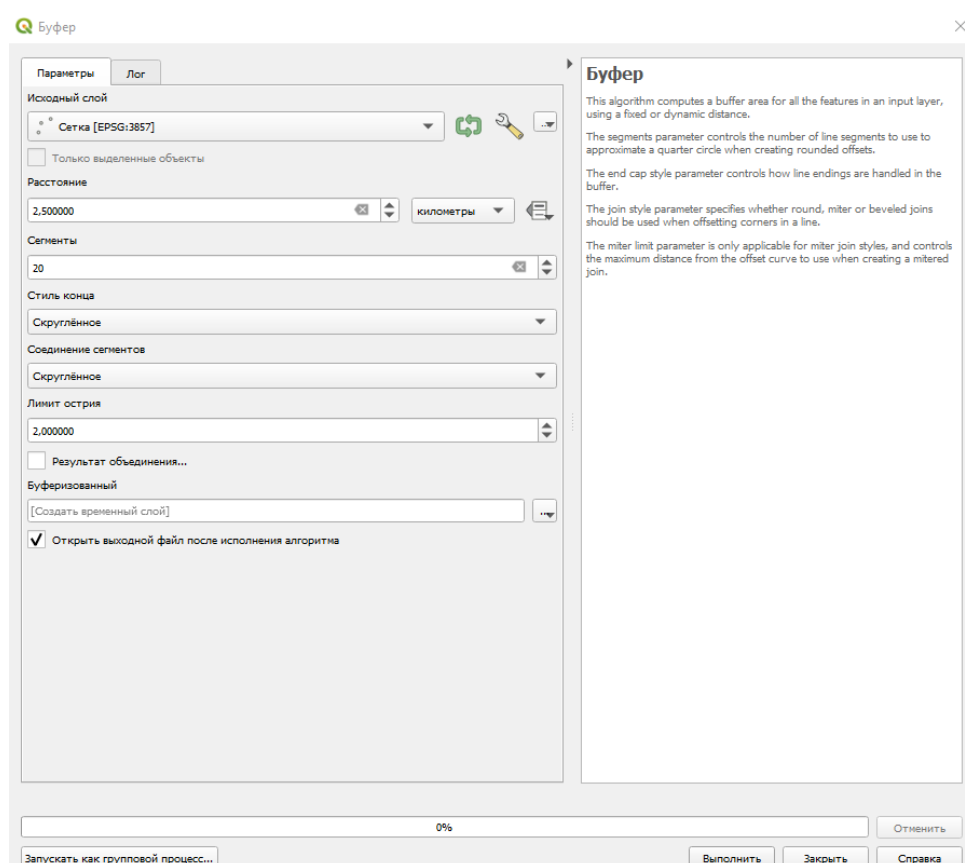 Буфер
Параметры
Лог
Исходный слой
Сетка [EPSG:3857]
...
Только выделенные объекты
Расстояние
2,500000
километры
Сегменты
20
Стиль конца
Скруглённое
Соединение сегментов
Скруглённое
Лимит острия
2,000000
Результат объединения...
Буферизованный
[Создать временный слой]
...
Открыть выходной файл после исполнения алгоритма
Буфер
This algorithm computes a buffer area for all the features in an input layer,
using a fixed or dynamic distance.
The segments parameter controls the number of line segments to use to
approximate a quarter circle when creating rounded offsets.
The end cap style parameter controls how line endings are handled in the
buffer.
The join style parameter specifies whether round, miter or beveled joins
should be used when offsetting corners in a line.
The miter limit parameter is only applicable for miter join styles, and controls
the maximum distance from the offset curve to use when creating a mitered
join.
0%
Отменить
Запускать как групповой процесс...
Выполнить
Закрыть
Справка